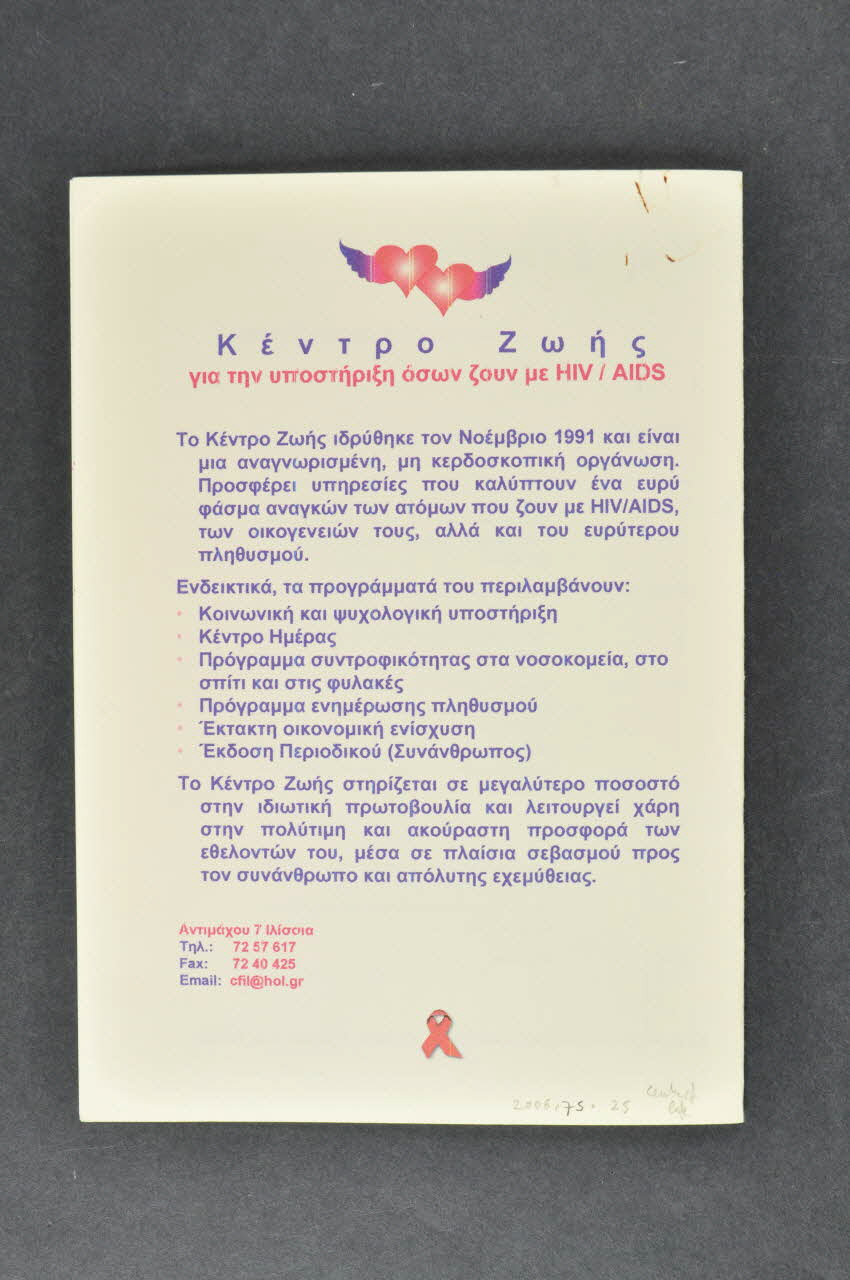 Κέντρο Ζωής
για την υποστήριξη όσων ζουν με HIV / AIDS
Το Κέντρο Ζωής ιδρύθηκε τον Νοέμβριο 1991 και είναι
μια αναγνωρισμένη, μη κερδοσκοπική οργάνωση.
Προσφέρει υπηρεσίες που καλύπτουν ένα ευρύ
φάσμα αναγκών των ατόμων που ζουν με HIV/AIDS,
των οικογενειών τους, αλλά και του ευρύτερου
πληθυσμού.
Ενδεικτικά, τα προγράμματά του περιλαμβάνουν:
• Κοινωνική και ψυχολογική υποστήριξη
• Κέντρο Ημέρας
• Πρόγραμμα συντροφικότητας στα νοσοκομεία, στο
σπίτι και στις φυλακές
• Πρόγραμμα ενημέρωσης πληθυσμού
• Έκτακτη οικονομική ενίσχυση
• Έκδοση Περιοδικού (Συνάνθρωπος)
Το Κέντρο Ζωής στηρίζεται σε μεγαλύτερο ποσοστό
στην ιδιωτική πρωτοβουλία και λειτουργεί χάρη
στην πολύτιμη και ακούραστη προσφορά των
εθελοντών του, μέσα σε πλαίσια σεβασμού προς
τον συνάνθρωπο και απόλυτης εχεμύθειας.
Αντιμάχου 7 Ιλίσσια
Τηλ.: 72 57 617
Fax: 72 40 425
Email: cfil@hol.gr
2006.75.25